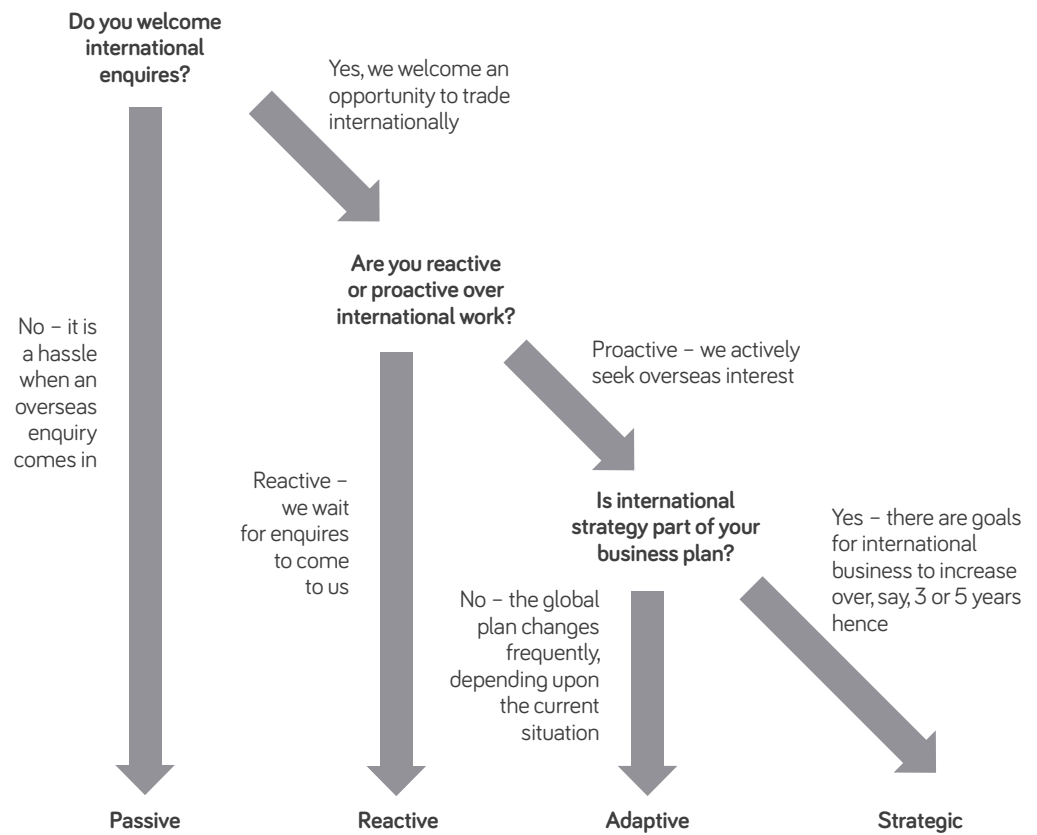 Do you welcome
international
enquires?
Yes, we welcome an
opportunity to trade
internationally
Are you reactive
or proactive over
international work?
No – it is
a hassle
when an
overseas
enquiry
comes in
Proactive – we actively
seek overseas interest
Reactive –
we wait
for enquires
to come
to us
Is international
strategy part of your
business plan?
Yes – there are goals
for international
business to increase
over, say, 3 or 5 years
hence
No – the global
plan changes
frequently,
depending upon
the current
situation
Passive
Reactive
Adaptive
Strategic